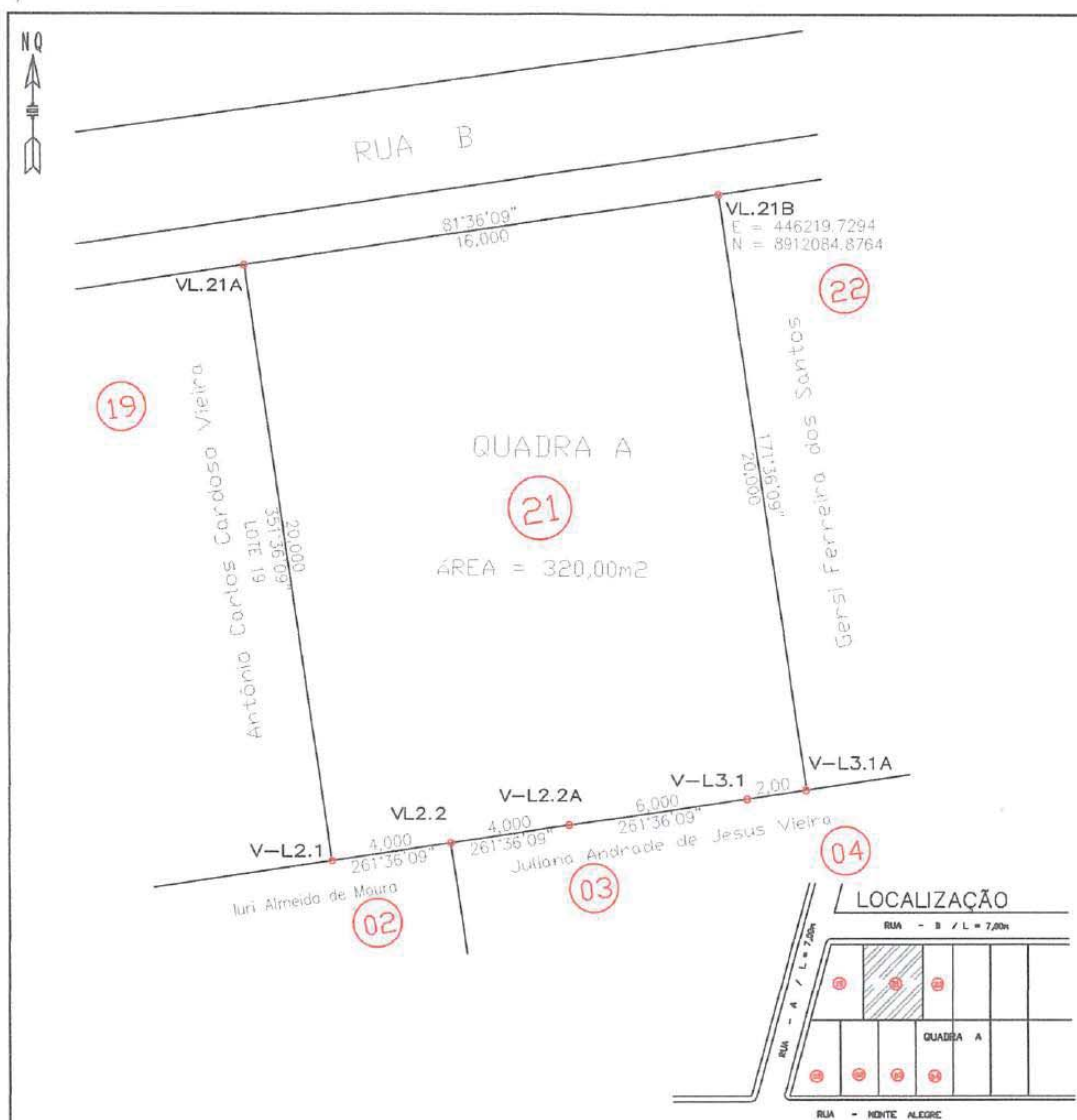 NQ
RUA B
81°36'09"
16,000
VL.21A
VL.21B
E = 446219.7294
N = 8912084.8764
22
19
Antônio Carlos Cardoso Vieira
LOTE 19
351°36'09"
20,000
QUADRA A
21
ÁREA = 320,00m2
171°36'09"
20,000
Gersi Ferreira dos Santos
V-L2.1
4,000
261°36'09"
VL2.2
4,000
261°36'09"
V-L2.2A
6,000
261°36'09"
V-L3.1
2,00
V-L3.1A
Iuri Almeida de Moura
02
Juliana Andrade de Jesus Vieira
03
04
LOCALIZAÇÃO
RUA - B / L = 7,00m
RUA - A / L = 7,00m
QUADRA A
RUA - MONTE ALEGRE